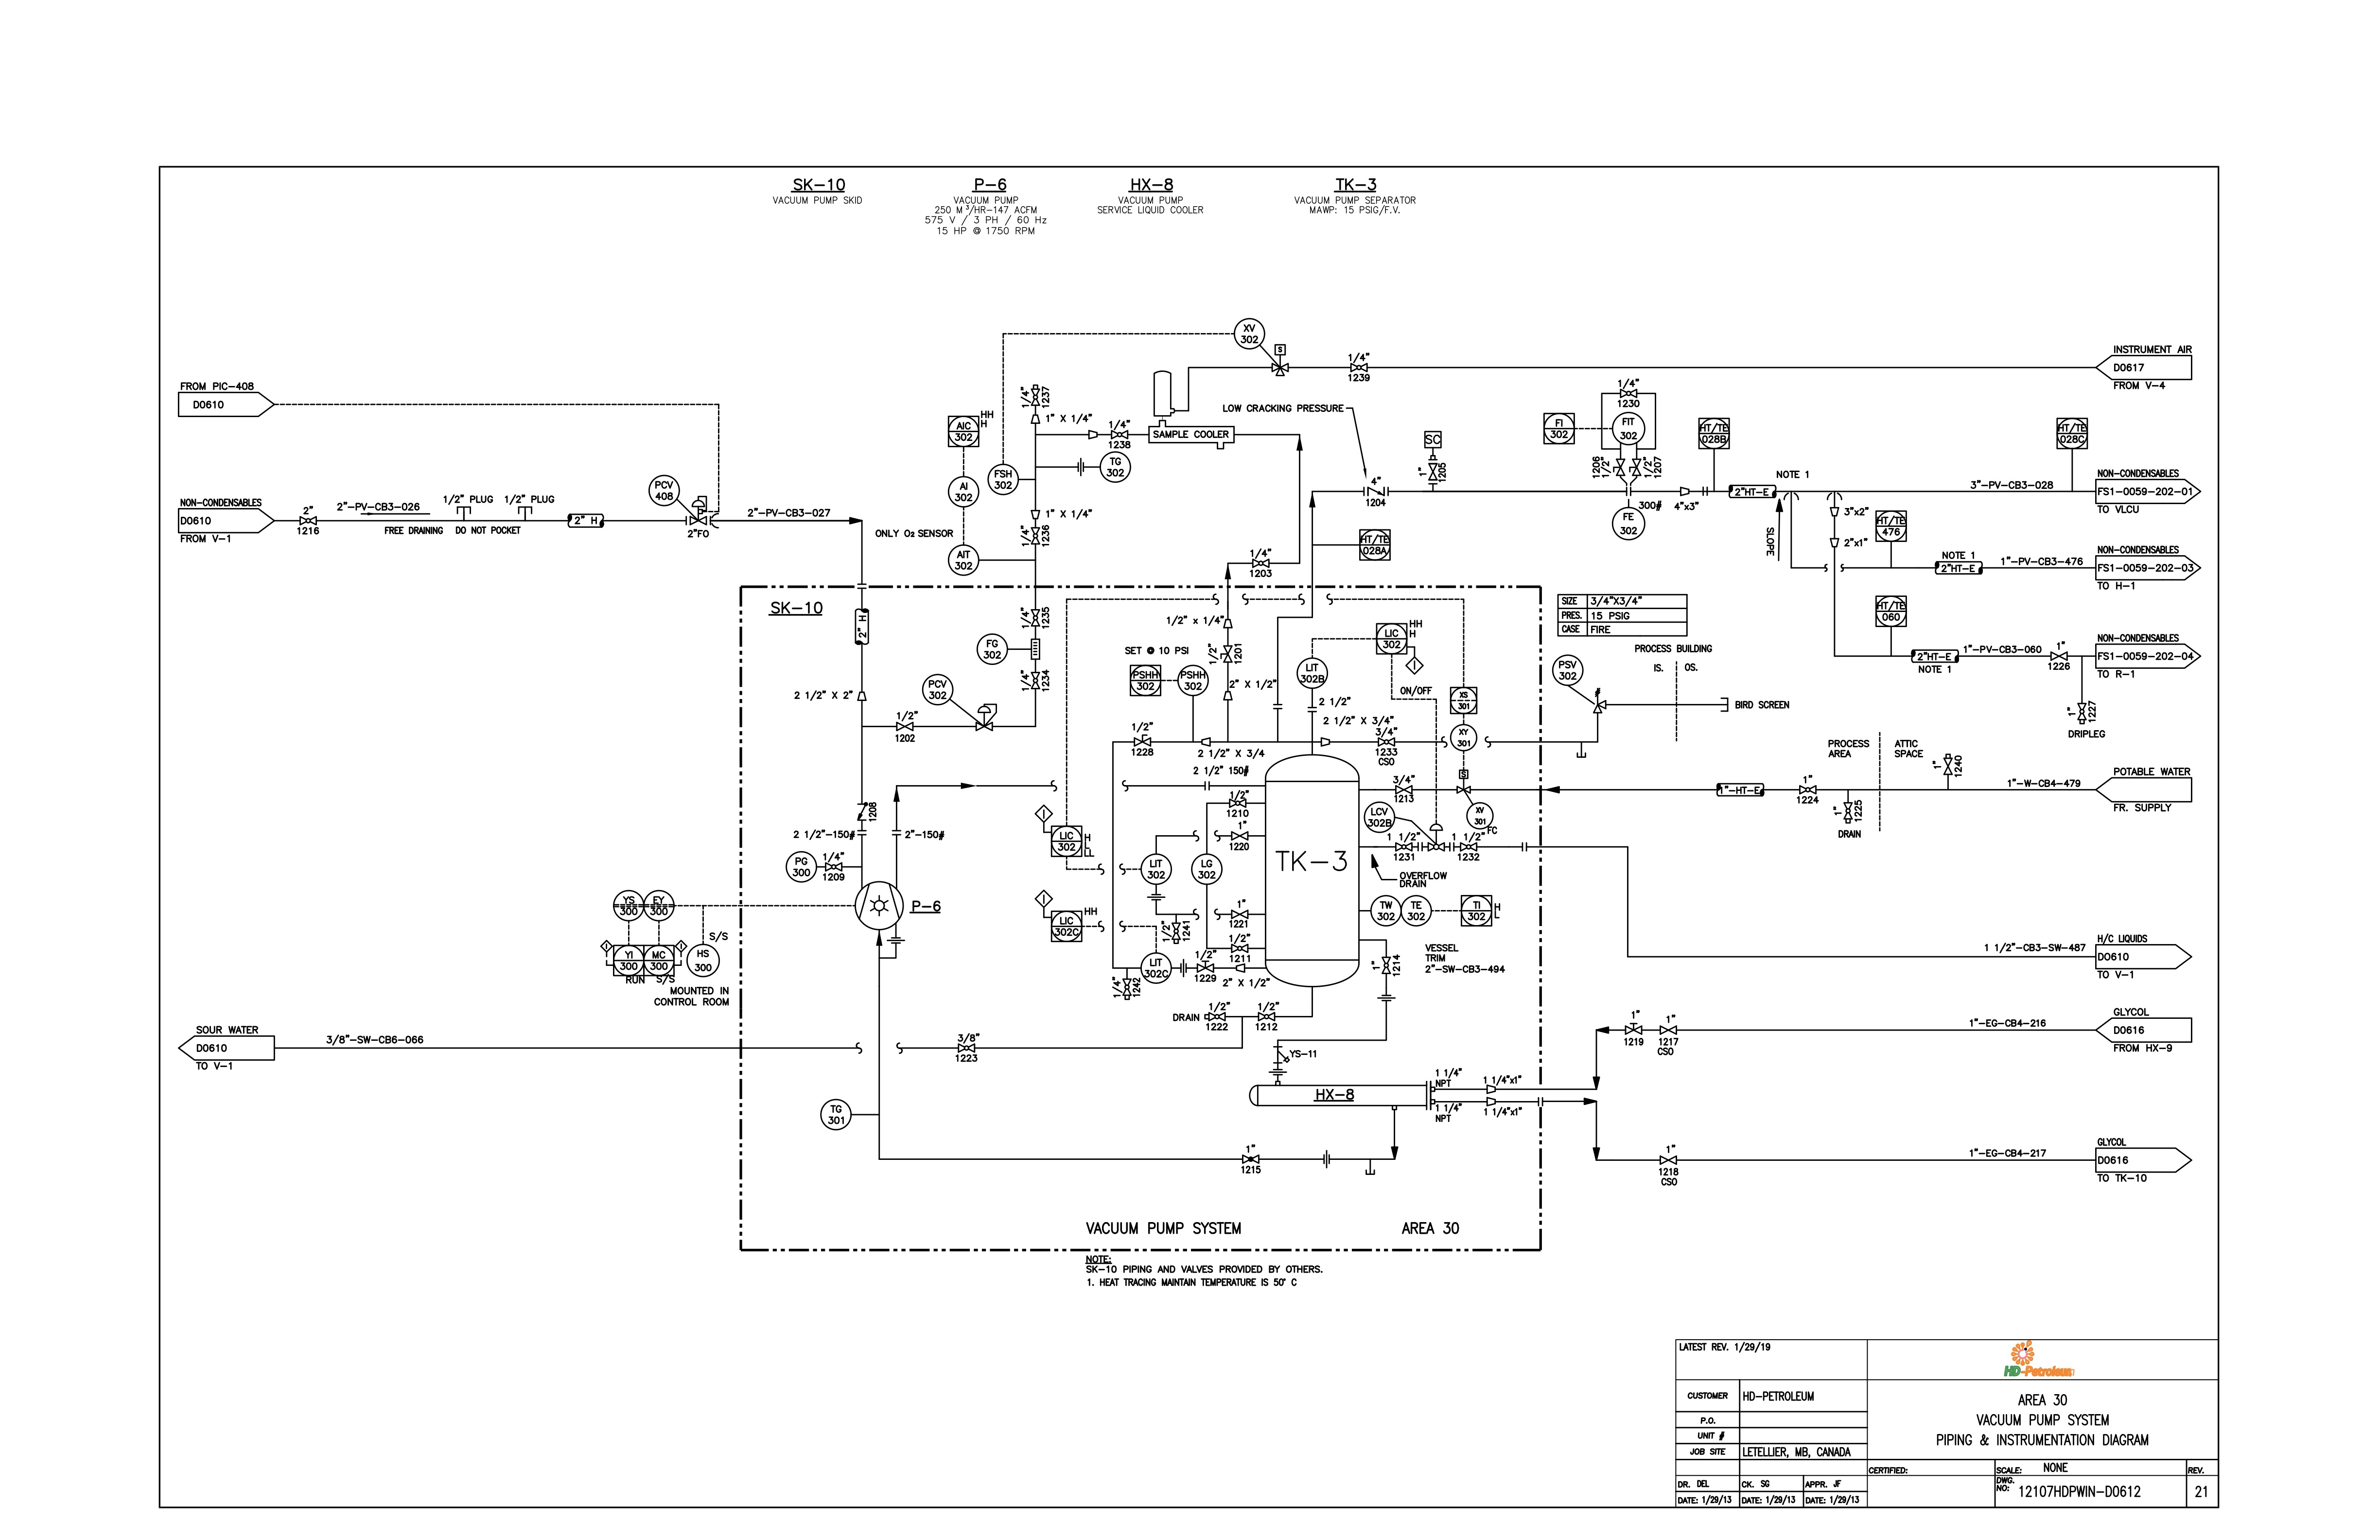 SK-10
VACUUM PUMP SKID
P-6
VACUUM PUMP
250 M³/HR-147 ACFM
575 V / 3 PH / 60 Hz
15 HP @ 1750 RPM
HX-8
VACUUM PUMP
SERVICE LIQUID COOLER
TK-3
VACUUM PUMP SEPARATOR
MAWP: 15 PSIG/F.V.
XV
302
S
1/4"
1239
INSTRUMENT AIR
D0617
FROM V-4
FROM PIC-408
D0610
LOW CRACKING PRESSURE
1/4"
1237
1" X 1/4"
AIC
302
HH
H
1/4"
1238
SAMPLE COOLER
TG
302
FSH
302
AI
302
1" X 1/4"
1/4"
1236
ONLY O2 SENSOR
AIT
302
NON-CONDENSABLES
D0610
FROM V-1
2"
1216
2"-PV-CB3-026
1/2" PLUG
1/2" PLUG
FREE DRAINING
DO NOT POCKET
2" H
PCV
408
2"FO
2"-PV-CB3-027
1/4"
1230
FI
302
FIT
302
1206
1/2"
1/2"
1207
FE
302
300#
4"x3"
SC
1"
1205
4"
1204
HT/TE
028B
HT/TE
028C
HT/TE
028A
2"HT-E
NOTE 1
SLOPE
3"-PV-CB3-028
NON-CONDENSABLES
FS1-0059-202-01
TO VLCU
3"x2"
2"x1"
HT/TE
476
NOTE 1
2"HT-E
1"-PV-CB3-476
NON-CONDENSABLES
FS1-0059-202-03
TO H-1
HT/TE
060
2"HT-E
NOTE 1
1"-PV-CB3-060
1"
1226
NON-CONDENSABLES
FS1-0059-202-04
TO R-1
1"
1227
DRIPLEG
1/4"
1203
SK-10
2" H
1/4"
1235
FG
302
1/4"
1234
2 1/2" X 2"
PCV
302
1/2"
1202
1/2" x 1/4"
1/2"
1201
SET @ 10 PSI
PSHH
302
PSHH
302
2" X 1/2"
LIT
302B
2 1/2"
LIC
302
HH
H
I
ON/OFF
XS
301
XY
301
S
XV
301
FC
1/2"
1228
2 1/2" X 3/4
2 1/2" X 3/4"
3/4"
1233
CSO
SIZE 3/4"X3/4"
PRES. 15 PSIG
CASE FIRE
PROCESS BUILDING
IS.
OS.
PSV
302
BIRD SCREEN
PROCESS
AREA
ATTIC
SPACE
1"-HT-E
1"
1224
1"
1225
DRAIN
1"
1240
1"-W-CB4-479
POTABLE WATER
FR. SUPPLY
2 1/2" 150#
3/4"
1213
LCV
302B
1 1/2"
1231
1 1/2"
1232
OVERFLOW
DRAIN
TK-3
1/2"
1210
1"
1220
LIT
302
LG
302
1"
1221
1/2"
1241
1/2"
1211
LIC
302
H
L
LL
I
LIC
302C
HH
I
LIT
302C
1/2"
1229
2" X 1/2"
1/4"
1242
TW
302
TE
302
TI
302
H
L
VESSEL
TRIM
2"-SW-CB3-494
1"
1214
1208
2 1/2"-150#
2"-150#
PG
300
1/4"
1209
P-6
YS
300
EY
300
I
YI
300
MC
300
I
RUN
S/S
S/S
HS
300
MOUNTED IN
CONTROL ROOM
1 1/2"-CB3-SW-487
H/C LIQUIDS
D0610
TO V-1
DRAIN
1/2"
1222
1/2"
1212
SOUR WATER
D0610
TO V-1
3/8"-SW-CB6-066
3/8"
1223
YS-11
HX-8
1 1/4"
NPT
1 1/4"x1"
1 1/4"
NPT
1 1/4"x1"
1"
1219
1"
1217
CSO
1"-EG-CB4-216
GLYCOL
D0616
FROM HX-9
1"
1218
CSO
1"-EG-CB4-217
GLYCOL
D0616
TO TK-10
TG
301
1"
1215
VACUUM PUMP SYSTEM
AREA 30
NOTE:
SK-10 PIPING AND VALVES PROVIDED BY OTHERS.
1. HEAT TRACING MAINTAIN TEMPERATURE IS 50° C
LATEST REV. 1/29/19
HD-Petroleum
CUSTOMER HD-PETROLEUM
P.O.
UNIT #
JOB SITE LETELLIER, MB, CANADA
AREA 30
VACUUM PUMP SYSTEM
PIPING & INSTRUMENTATION DIAGRAM
DR. DEL
CK. SG
APPR. JF
DATE: 1/29/13
DATE: 1/29/13
DATE: 1/29/13
CERTIFIED:
SCALE: NONE
DWG.
NO: 12107HDPWIN-D0612
REV.
21